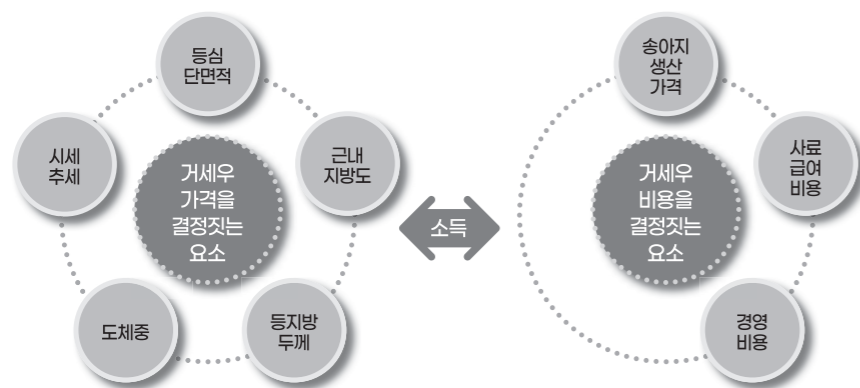 등심
단면적
시세
추세
근내
지방도
거세우
가격을
결정짓는
요소
도체중
등지방
두께
소득
송아지
생산
가격
사료
급여
비용
거세우
비용을
결정짓는
요소
경영
비용